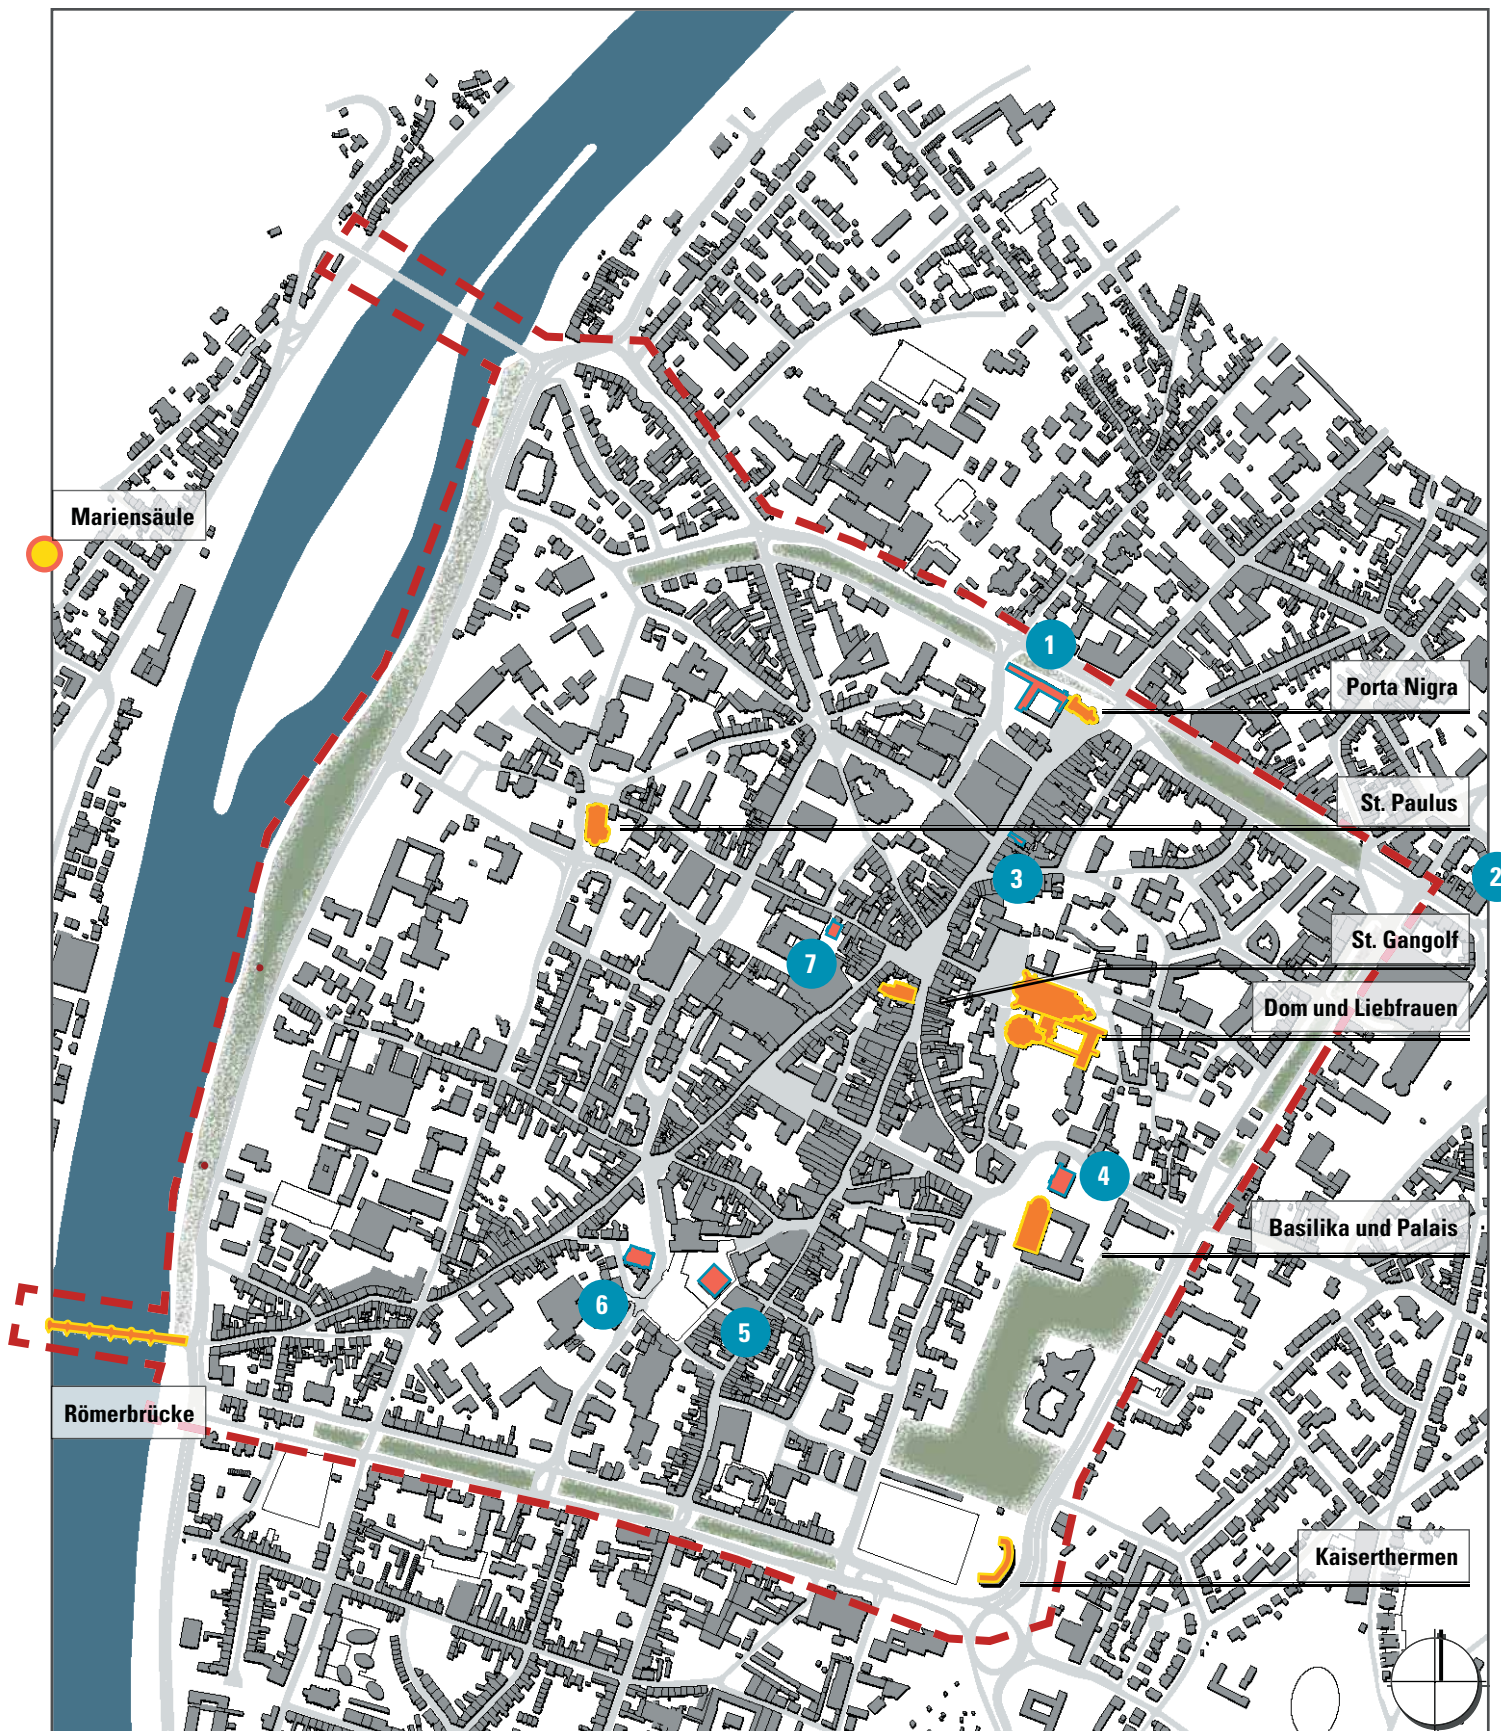 Mariensäule
1
Porta Nigra
St. Paulus
3
2
St. Gangolf
7
Dom und Liebfrauen
4
Basilika und Palais
6
5
Römerbrücke
Kaiserthermen